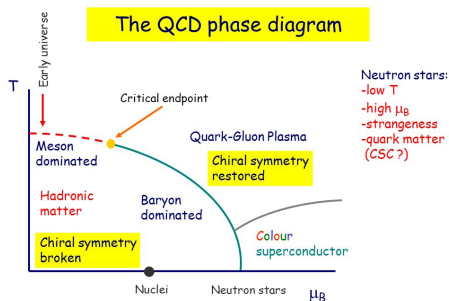 The QCD phase diagram
Early universe
T
Critical endpoint
Neutron stars:
-low T
-high μB
-strangeness
-quark matter
(CSC ?)
Meson
dominated
Quark-Gluon Plasma
Chiral symmetry
restored
Hadronic
matter
Baryon
dominated
Chiral symmetry
broken
Colour
superconductor
Nuclei
Neutron stars
μB